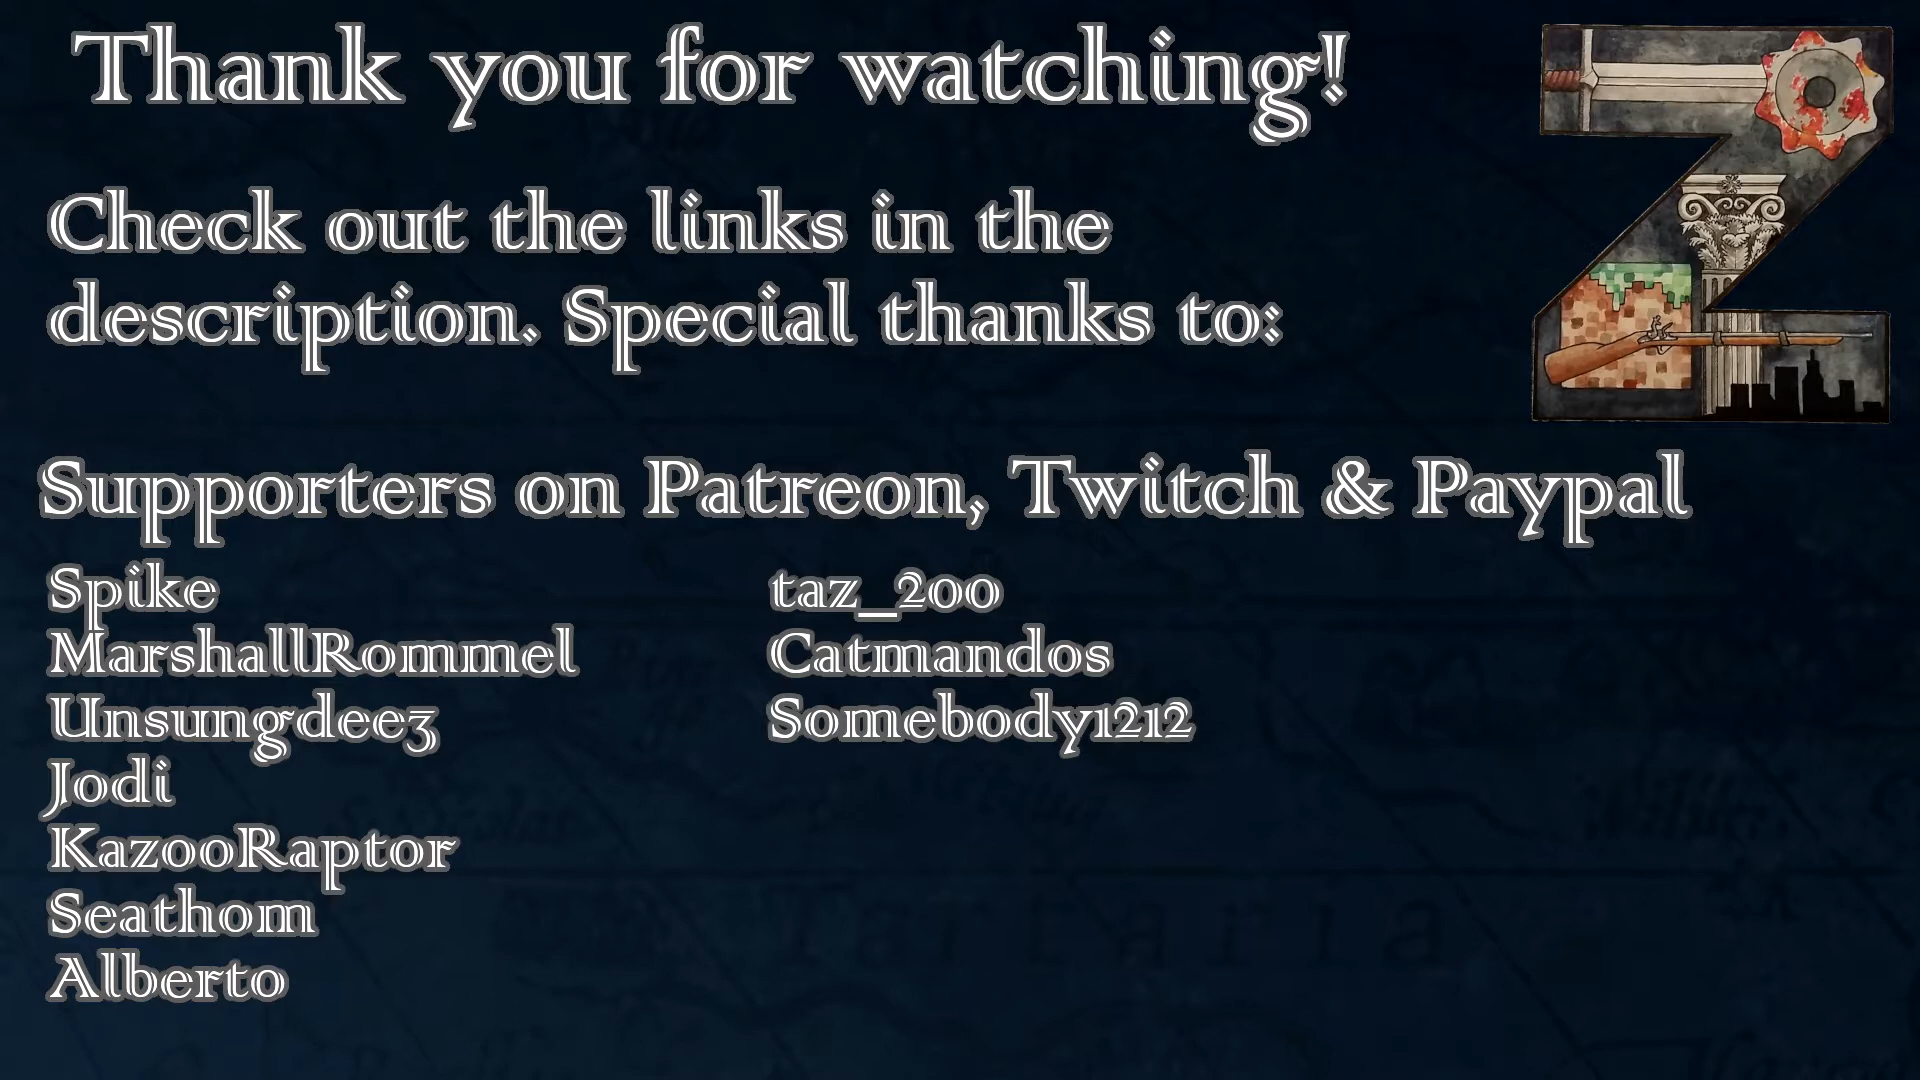 Thank you for watching!
Check out the links in the
description. Special thanks to:
Supporters on Patreon, Twitch & Paypal
Spike
MarshallRommel
Unsungdee3
Jodi
KazooRaptor
Seathom
Alberto
taz_200
Catmandos
Somebody1212